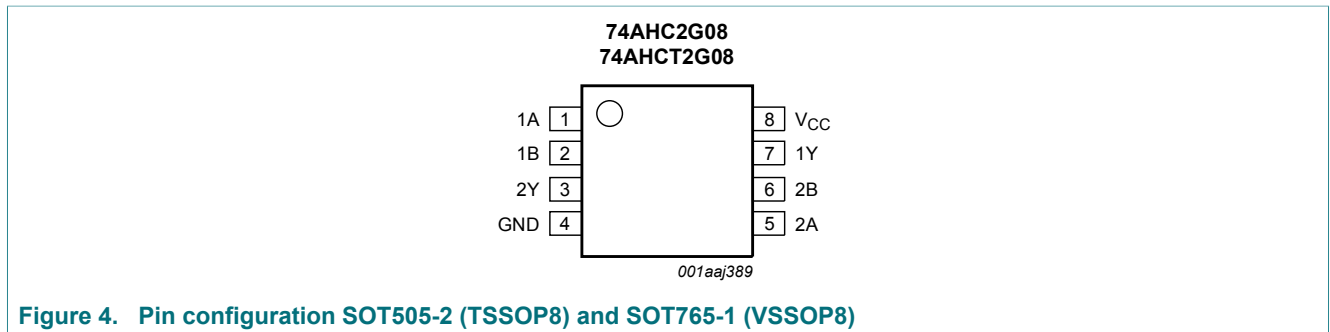 74AHC2G08
74AHCT2G08
1A 1 8 VCC
1B 2 7 1Y
2Y 3 6 2B
GND 4 5 2A
001aaj389
Figure 4. Pin configuration SOT505-2 (TSSOP8) and SOT765-1 (VSSOP8)